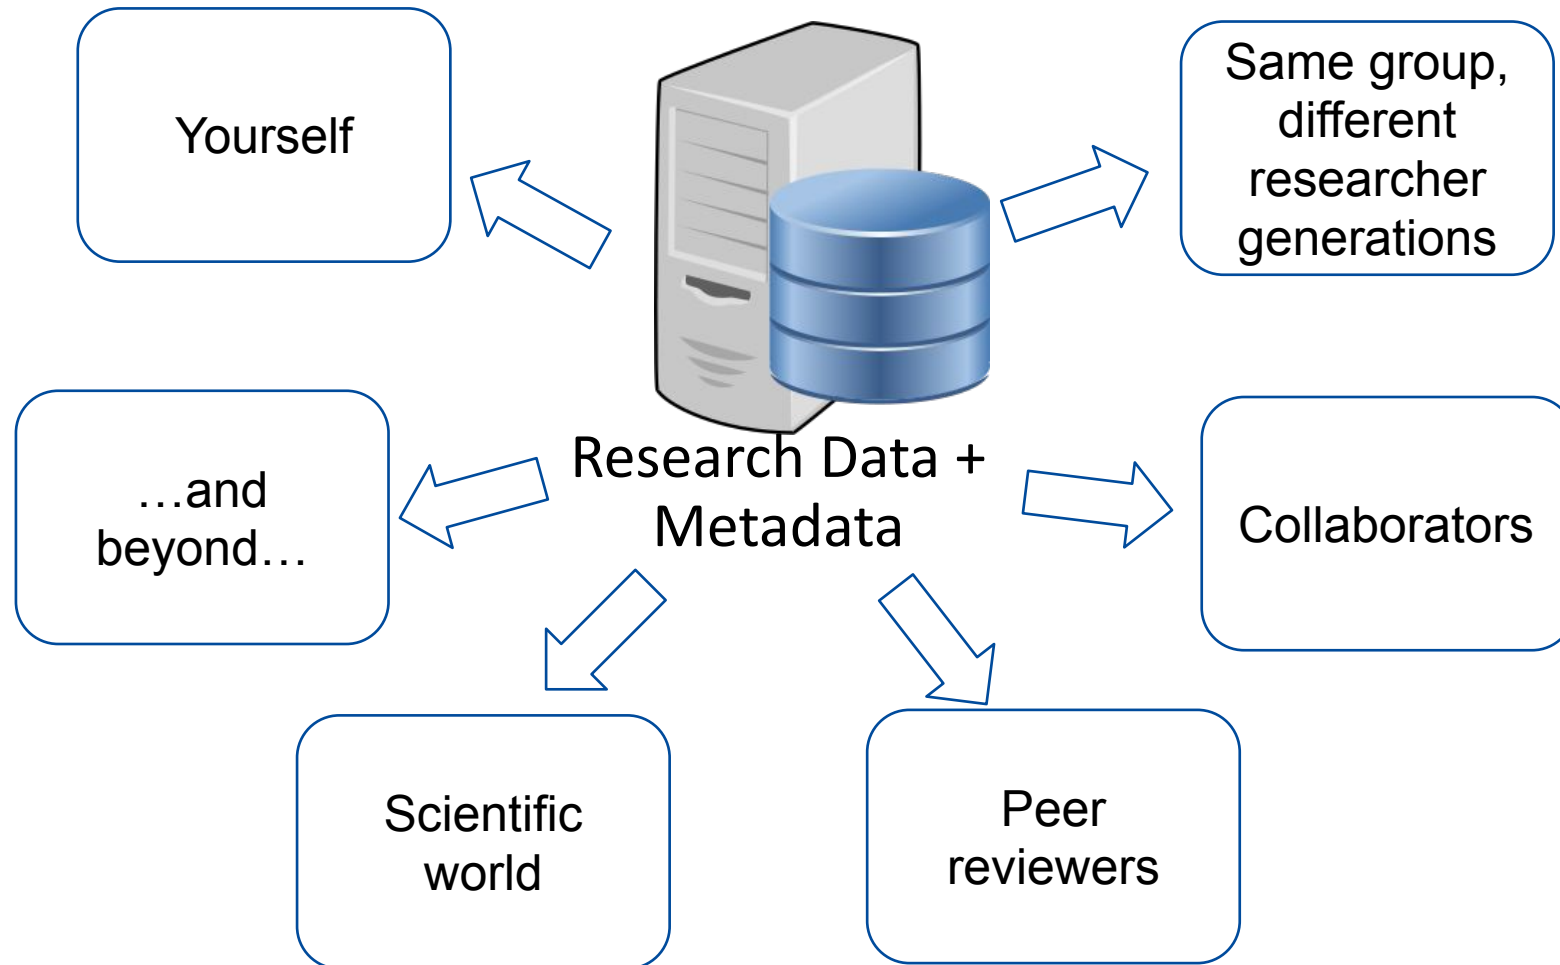 Yourself
Same group,
different
researcher
generations
Research Data +
Metadata
…and
beyond…
Collaborators
Scientific
world
Peer
reviewers